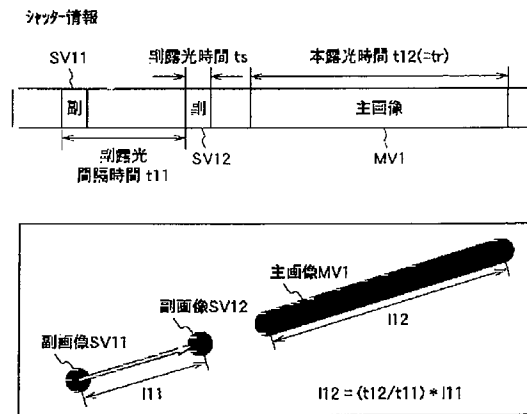 シャッター情報
SV11
副露光時間 ts
本露光時間 t12(=tr)
副
副
主画像
副露光
間隔時間 t11
SV12
MV1
主画像MV1
副画像SV12
副画像SV11
l12
l11
l12 = (t12/t11) * l11